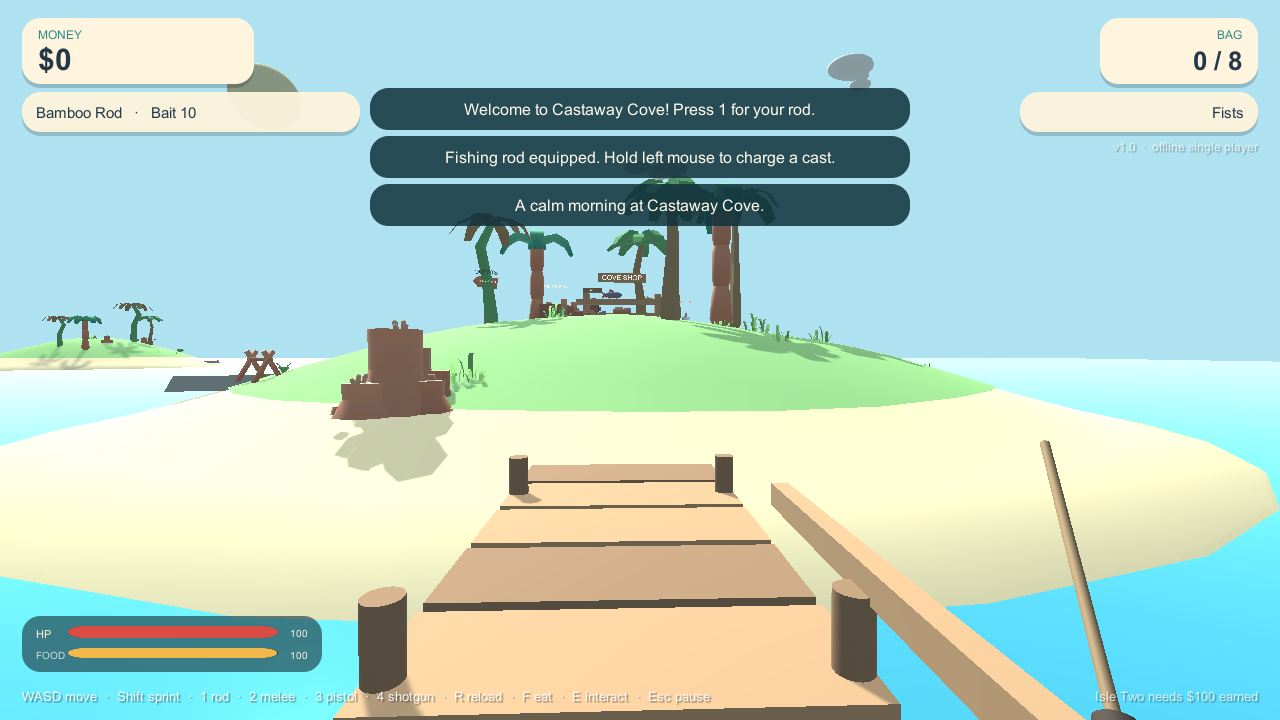 MONEY
$0
Bamboo Rod · Bait 10
BAG
0 / 8
Fists
v1.0 · offline single player
Welcome to Castaway Cove! Press 1 for your rod.
Fishing rod equipped. Hold left mouse to charge a cast.
A calm morning at Castaway Cove.
COVE SHOP
HP 100
FOOD 100
WASD move · Shift sprint · 1 rod · 2 melee · 3 pistol · 4 shotgun · R reload · F eat · E interact · Esc pause
Isle Two needs $100 earned